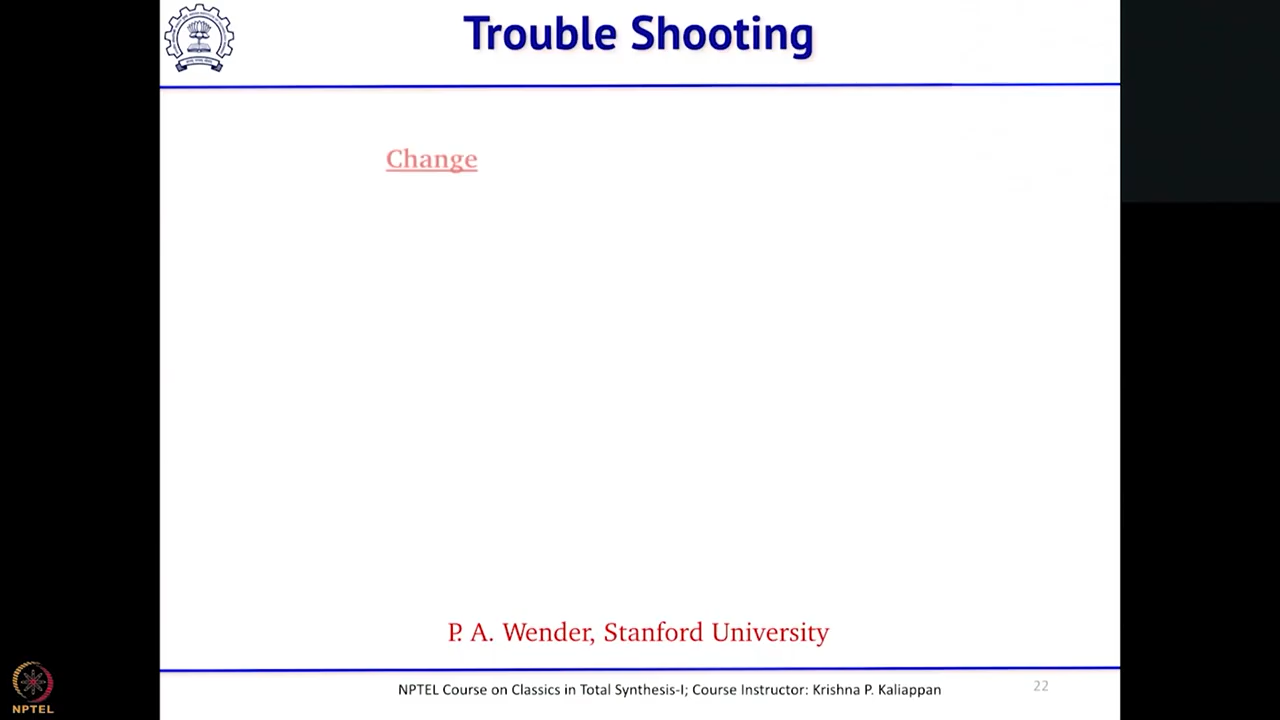 Trouble Shooting
Change
P. A. Wender, Stanford University
NPTEL Course on Classics in Total Synthesis-I; Course Instructor: Krishna P. Kaliappan
22
NPTEL